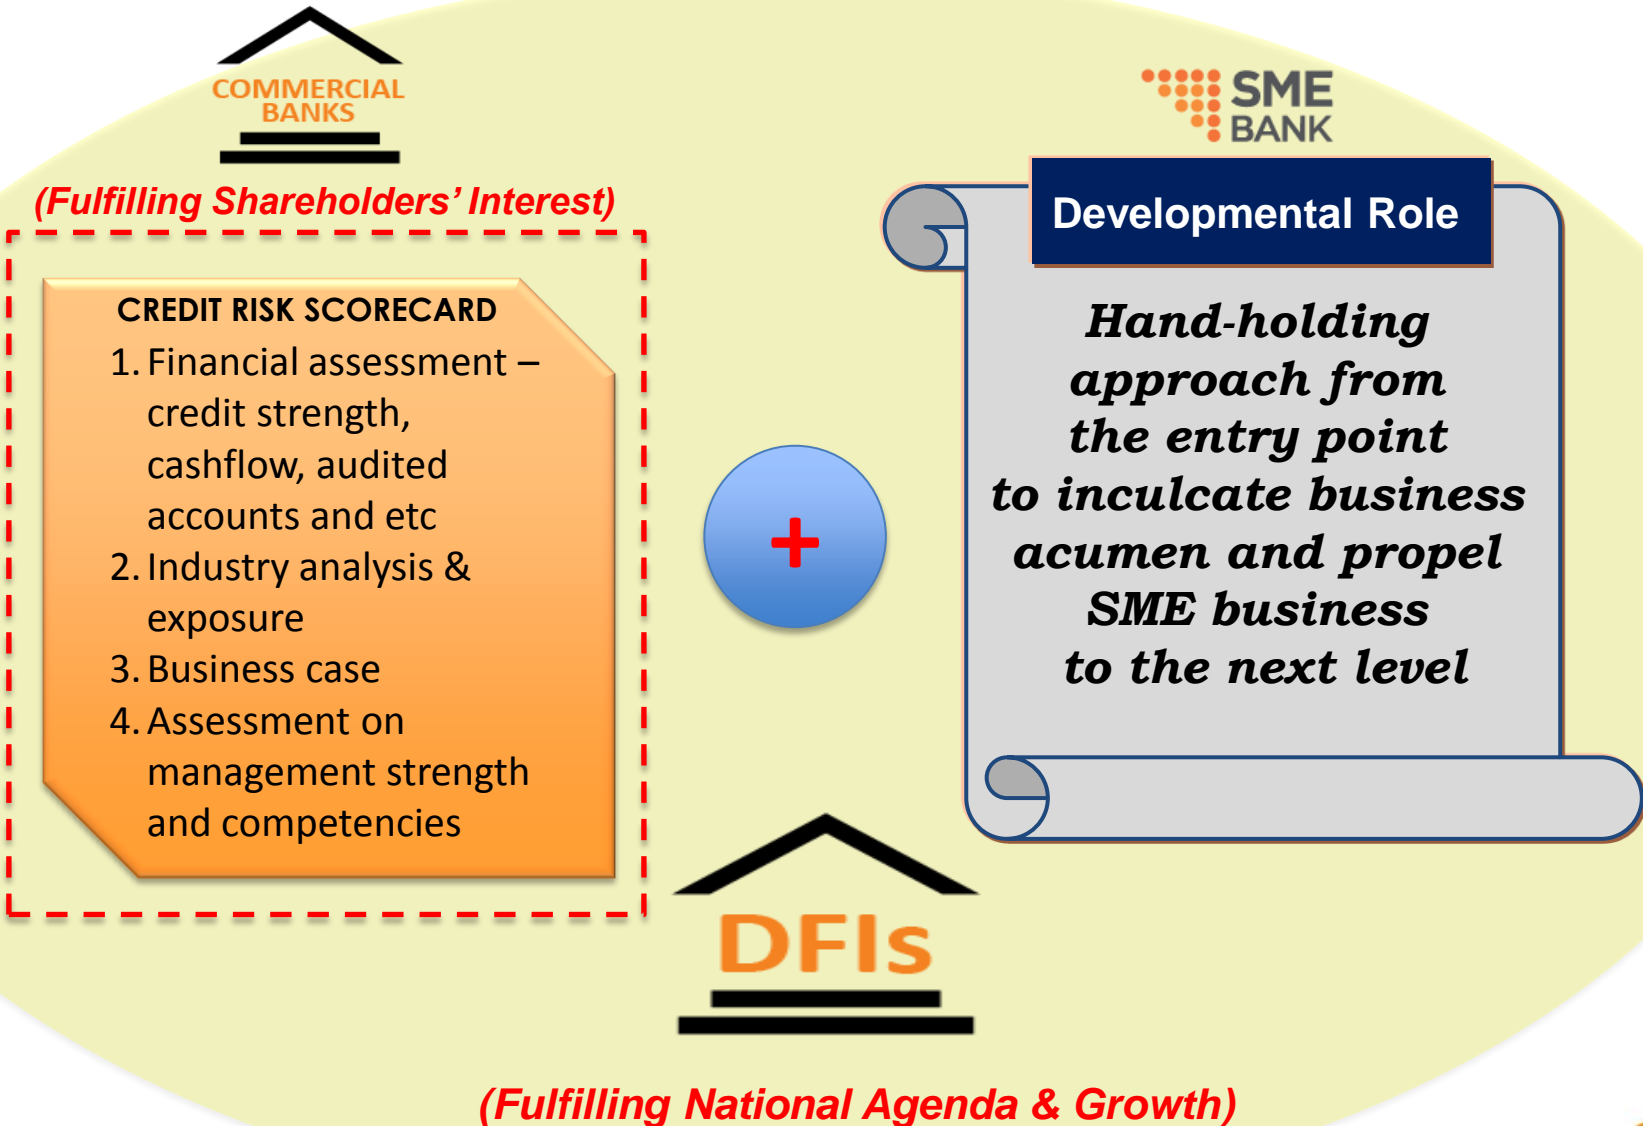 COMMERCIAL
BANKS
(Fulfilling Shareholders' Interest)
CREDIT RISK SCORECARD
1. Financial assessment –
credit strength,
cashflow, audited
accounts and etc
2. Industry analysis &
exposure
3. Business case
4. Assessment on
management strength
and competencies
+
SME
BANK
Developmental Role
Hand-holding
approach from
the entry point
to inculcate business
acumen and propel
SME business
to the next level
DFIs
(Fulfilling National Agenda & Growth)